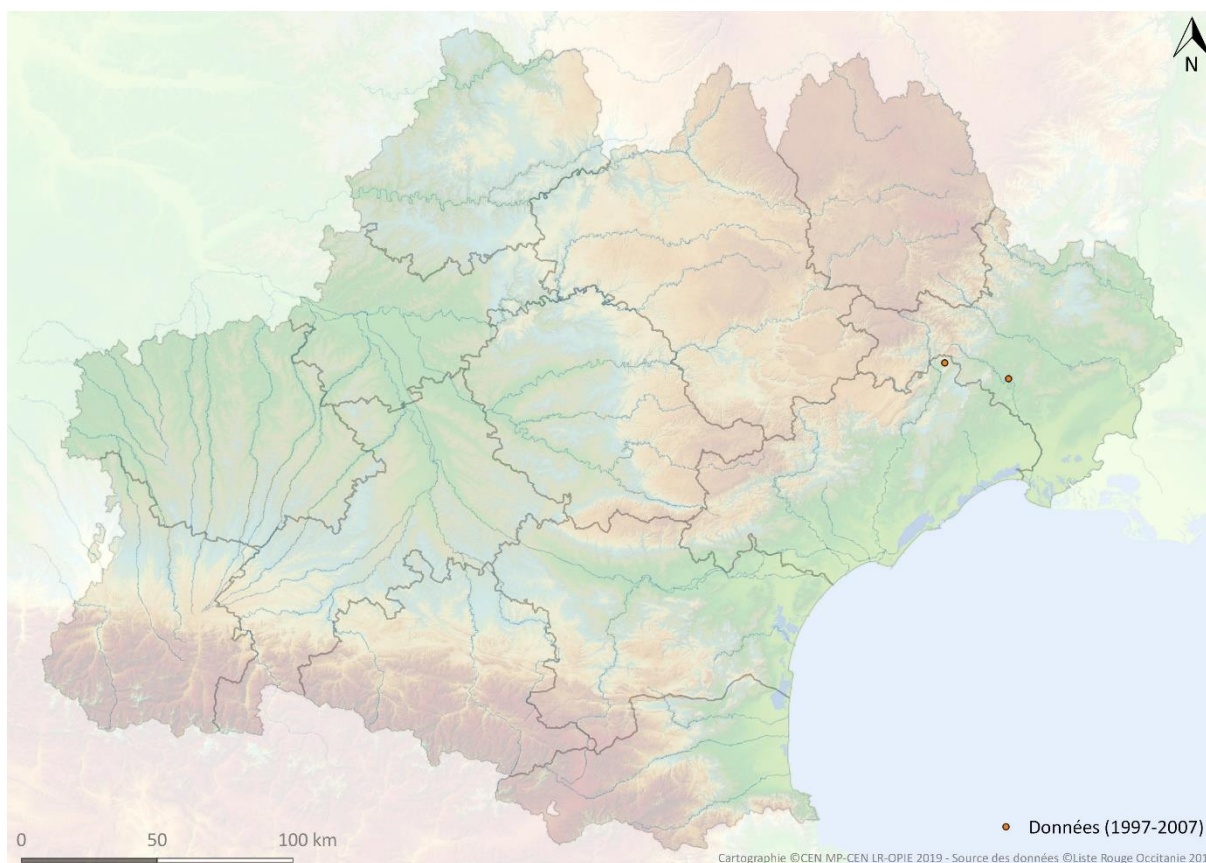 N
0 50 100 km
Données (1997-2007)
Cartographie ©CEN MP-CEN LR-OPIE 2019 - Source des données ©Liste Rouge Occitanie